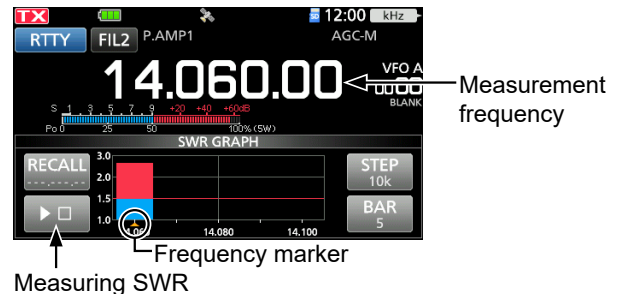 TX 12:00 kHz
RTTY FIL2 P.AMP1 AGC-M
14.060.00 VFO A
00
BLANK
S 1 3 5 7 9 +20 +40 +60dB
Po 0 25 50 100% (5W)
SWR GRAPH
RECALL
--.---.--
3.0
2.0
1.5
1.0
14.080 14.100
STEP
10k
BAR
5
Measurement
frequency
Frequency marker
Measuring SWR